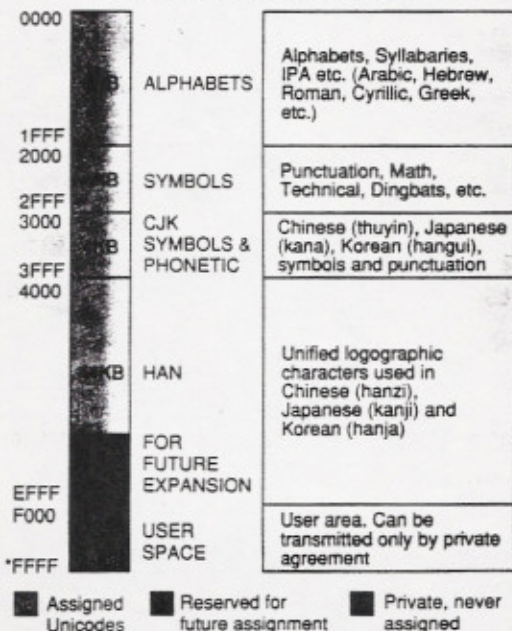 0000
ALPHABETS
Alphabets, Syllabaries,
IPA etc. (Arabic, Hebrew,
Roman, Cyrillic, Greek,
etc.)
1FFF
2000
SYMBOLS
Punctuation, Math,
Technical, Dingbats, etc.
2FFF
3000
CJK
SYMBOLS &
PHONETIC
Chinese (thuyin), Japanese
(kana), Korean (hangui),
symbols and punctuation
3FFF
4000
KB
HAN
Unified logographic
characters used in
Chinese (hanzi),
Japanese (kanji) and
Korean (hanja)
FOR
FUTURE
EXPANSION
EFFF
F000
USER
SPACE
User area. Can be
transmitted only by private
agreement
*FFFF
Assigned
Unicodes
Reserved for
future assignment
Private, never
assigned